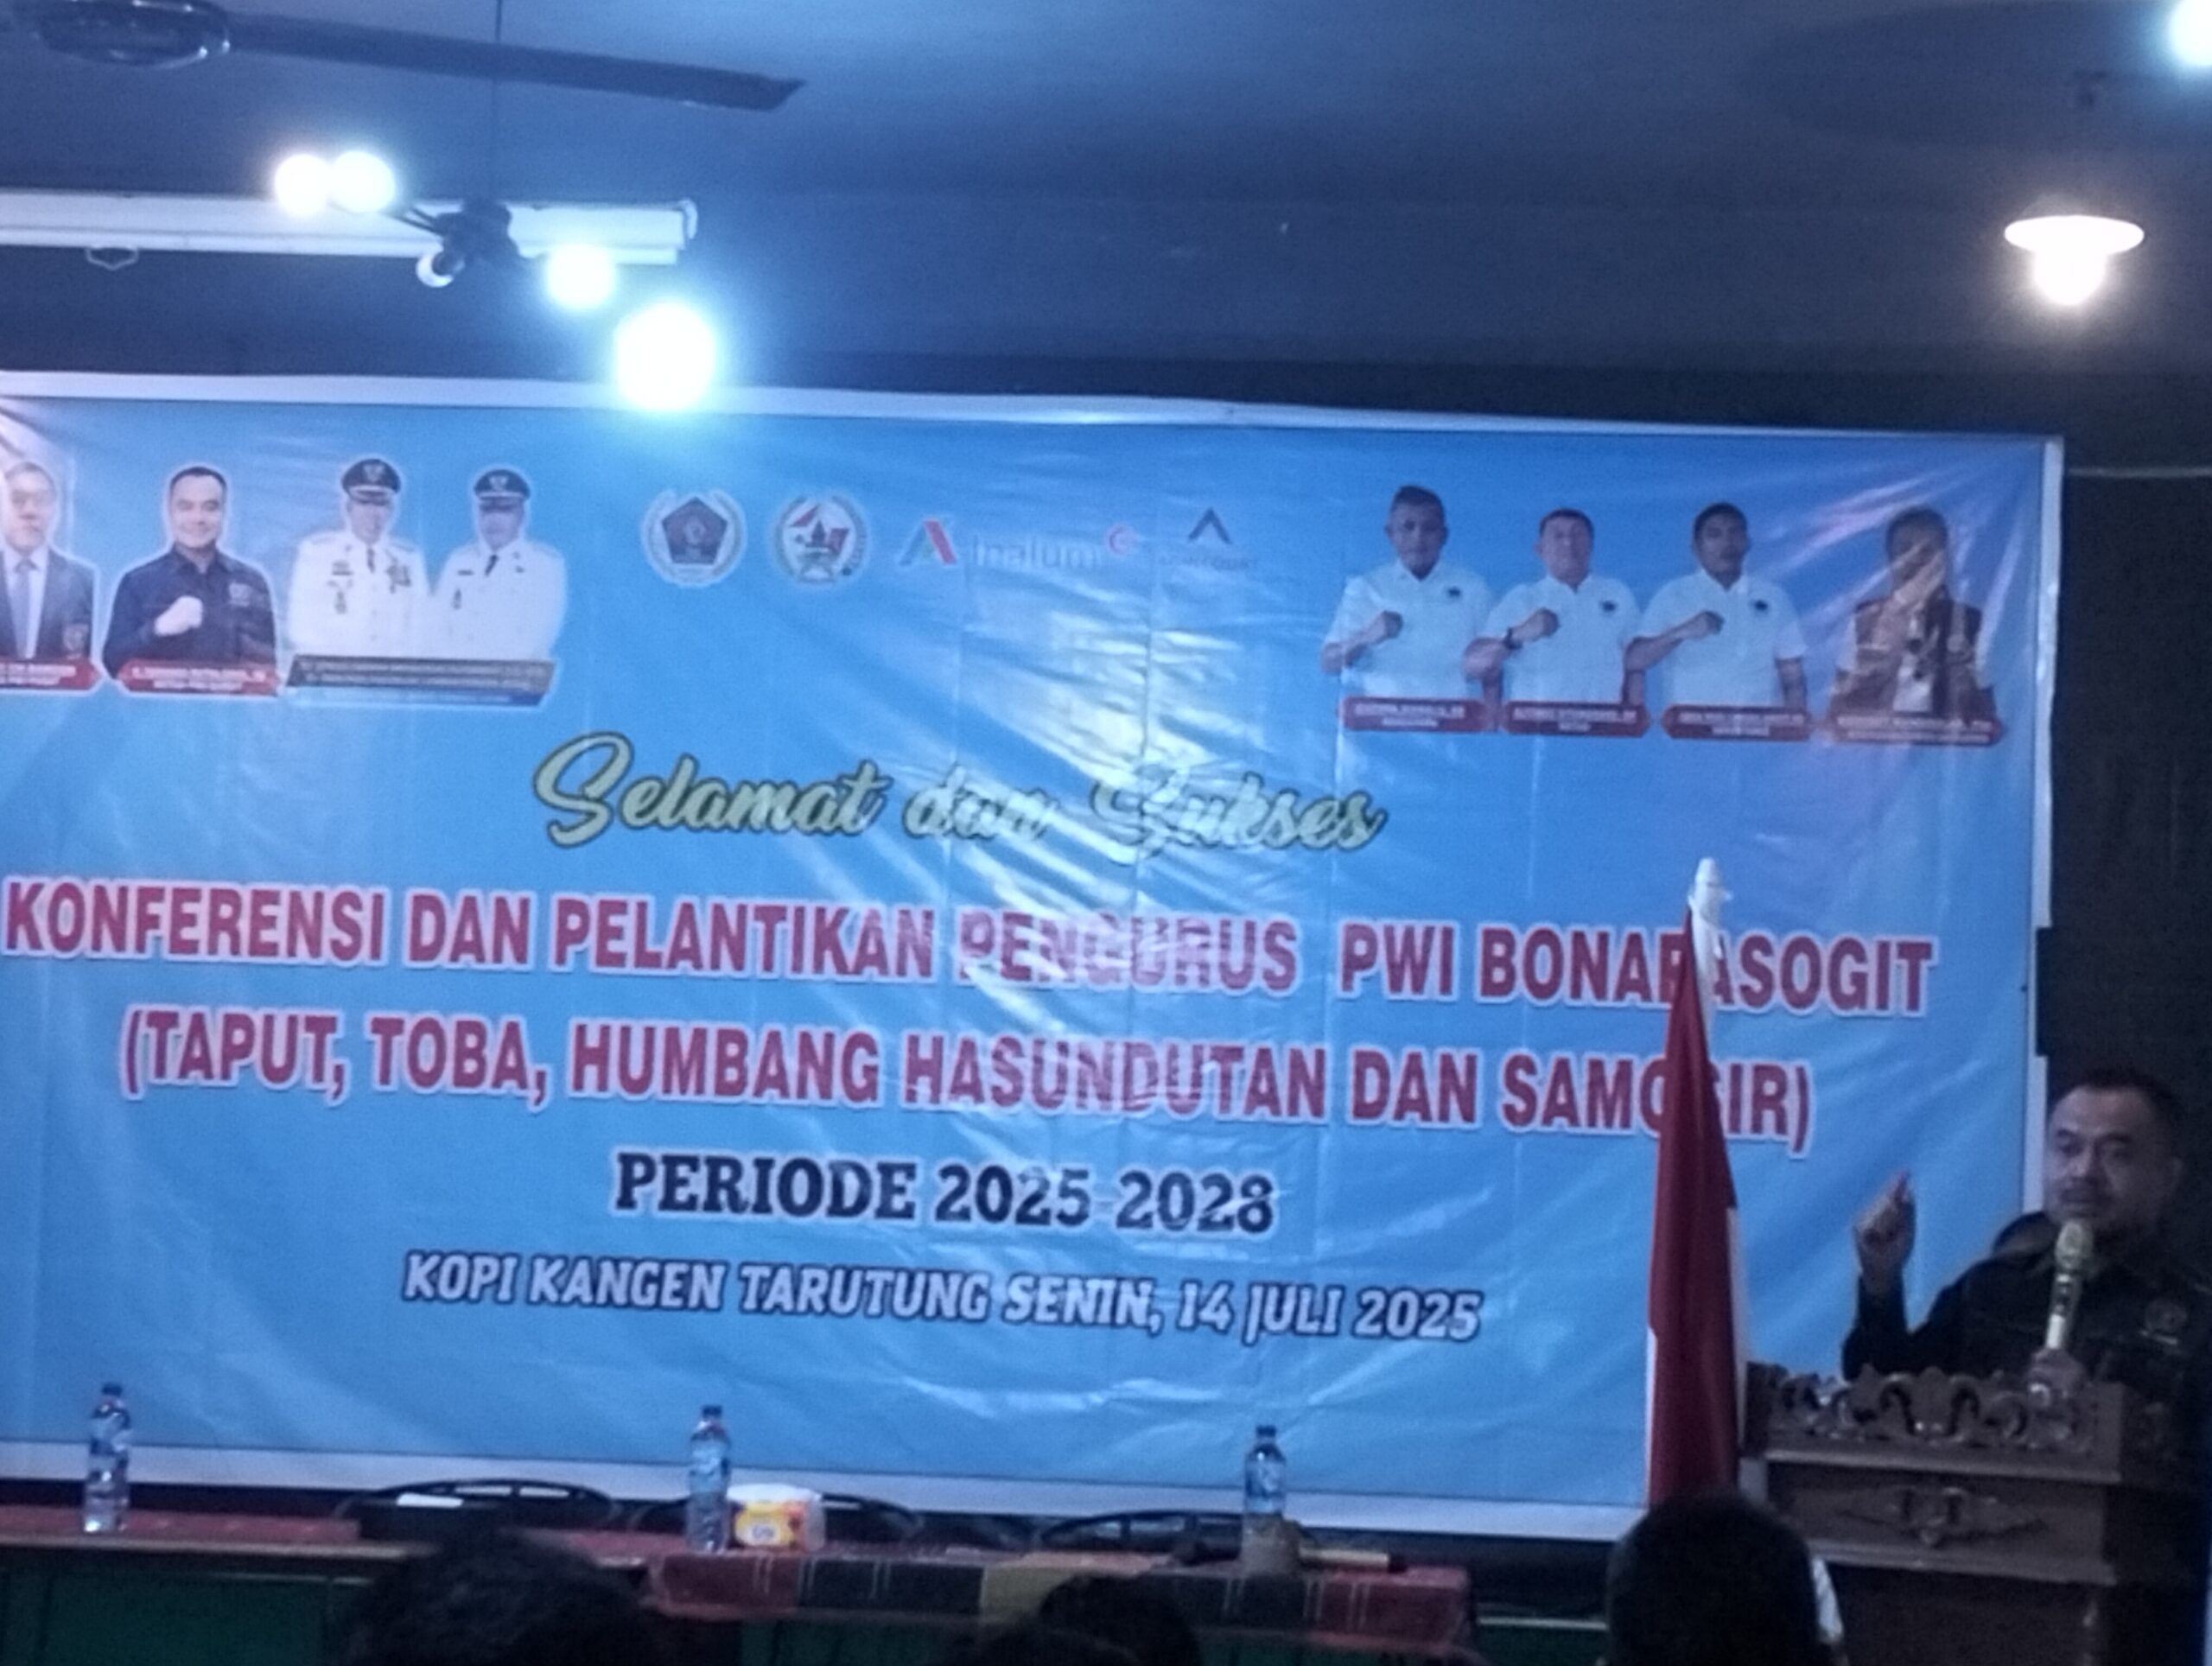 Inalum
Selamat dan Sukses
KONFERENSI DAN PELANTIKAN PENGURUS PWI BONAPASOGIT
(TAPUT, TOBA, HUMBANG HASUNDUTAN DAN SAMOSIR)
PERIODE 2025-2028
KOPI KANGEN TARUTUNG SENIN, 14 JULI 2025